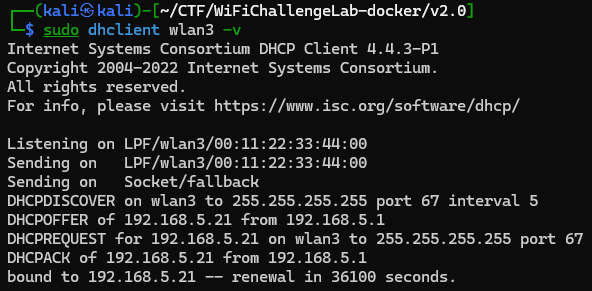 ┌──(kali㉿kali)-[~/CTF/WiFiChallengeLab-docker/v2.0]
└─$ sudo dhclient wlan3 -v
Internet Systems Consortium DHCP Client 4.4.3-P1
Copyright 2004-2022 Internet Systems Consortium.
All rights reserved.
For info, please visit https://www.isc.org/software/dhcp/

Listening on LPF/wlan3/00:11:22:33:44:00
Sending on   LPF/wlan3/00:11:22:33:44:00
Sending on   Socket/fallback
DHCPDISCOVER on wlan3 to 255.255.255.255 port 67 interval 5
DHCPOFFER of 192.168.5.21 from 192.168.5.1
DHCPREQUEST for 192.168.5.21 on wlan3 to 255.255.255.255 port 67
DHCPACK of 192.168.5.21 from 192.168.5.1
bound to 192.168.5.21 -- renewal in 36100 seconds.